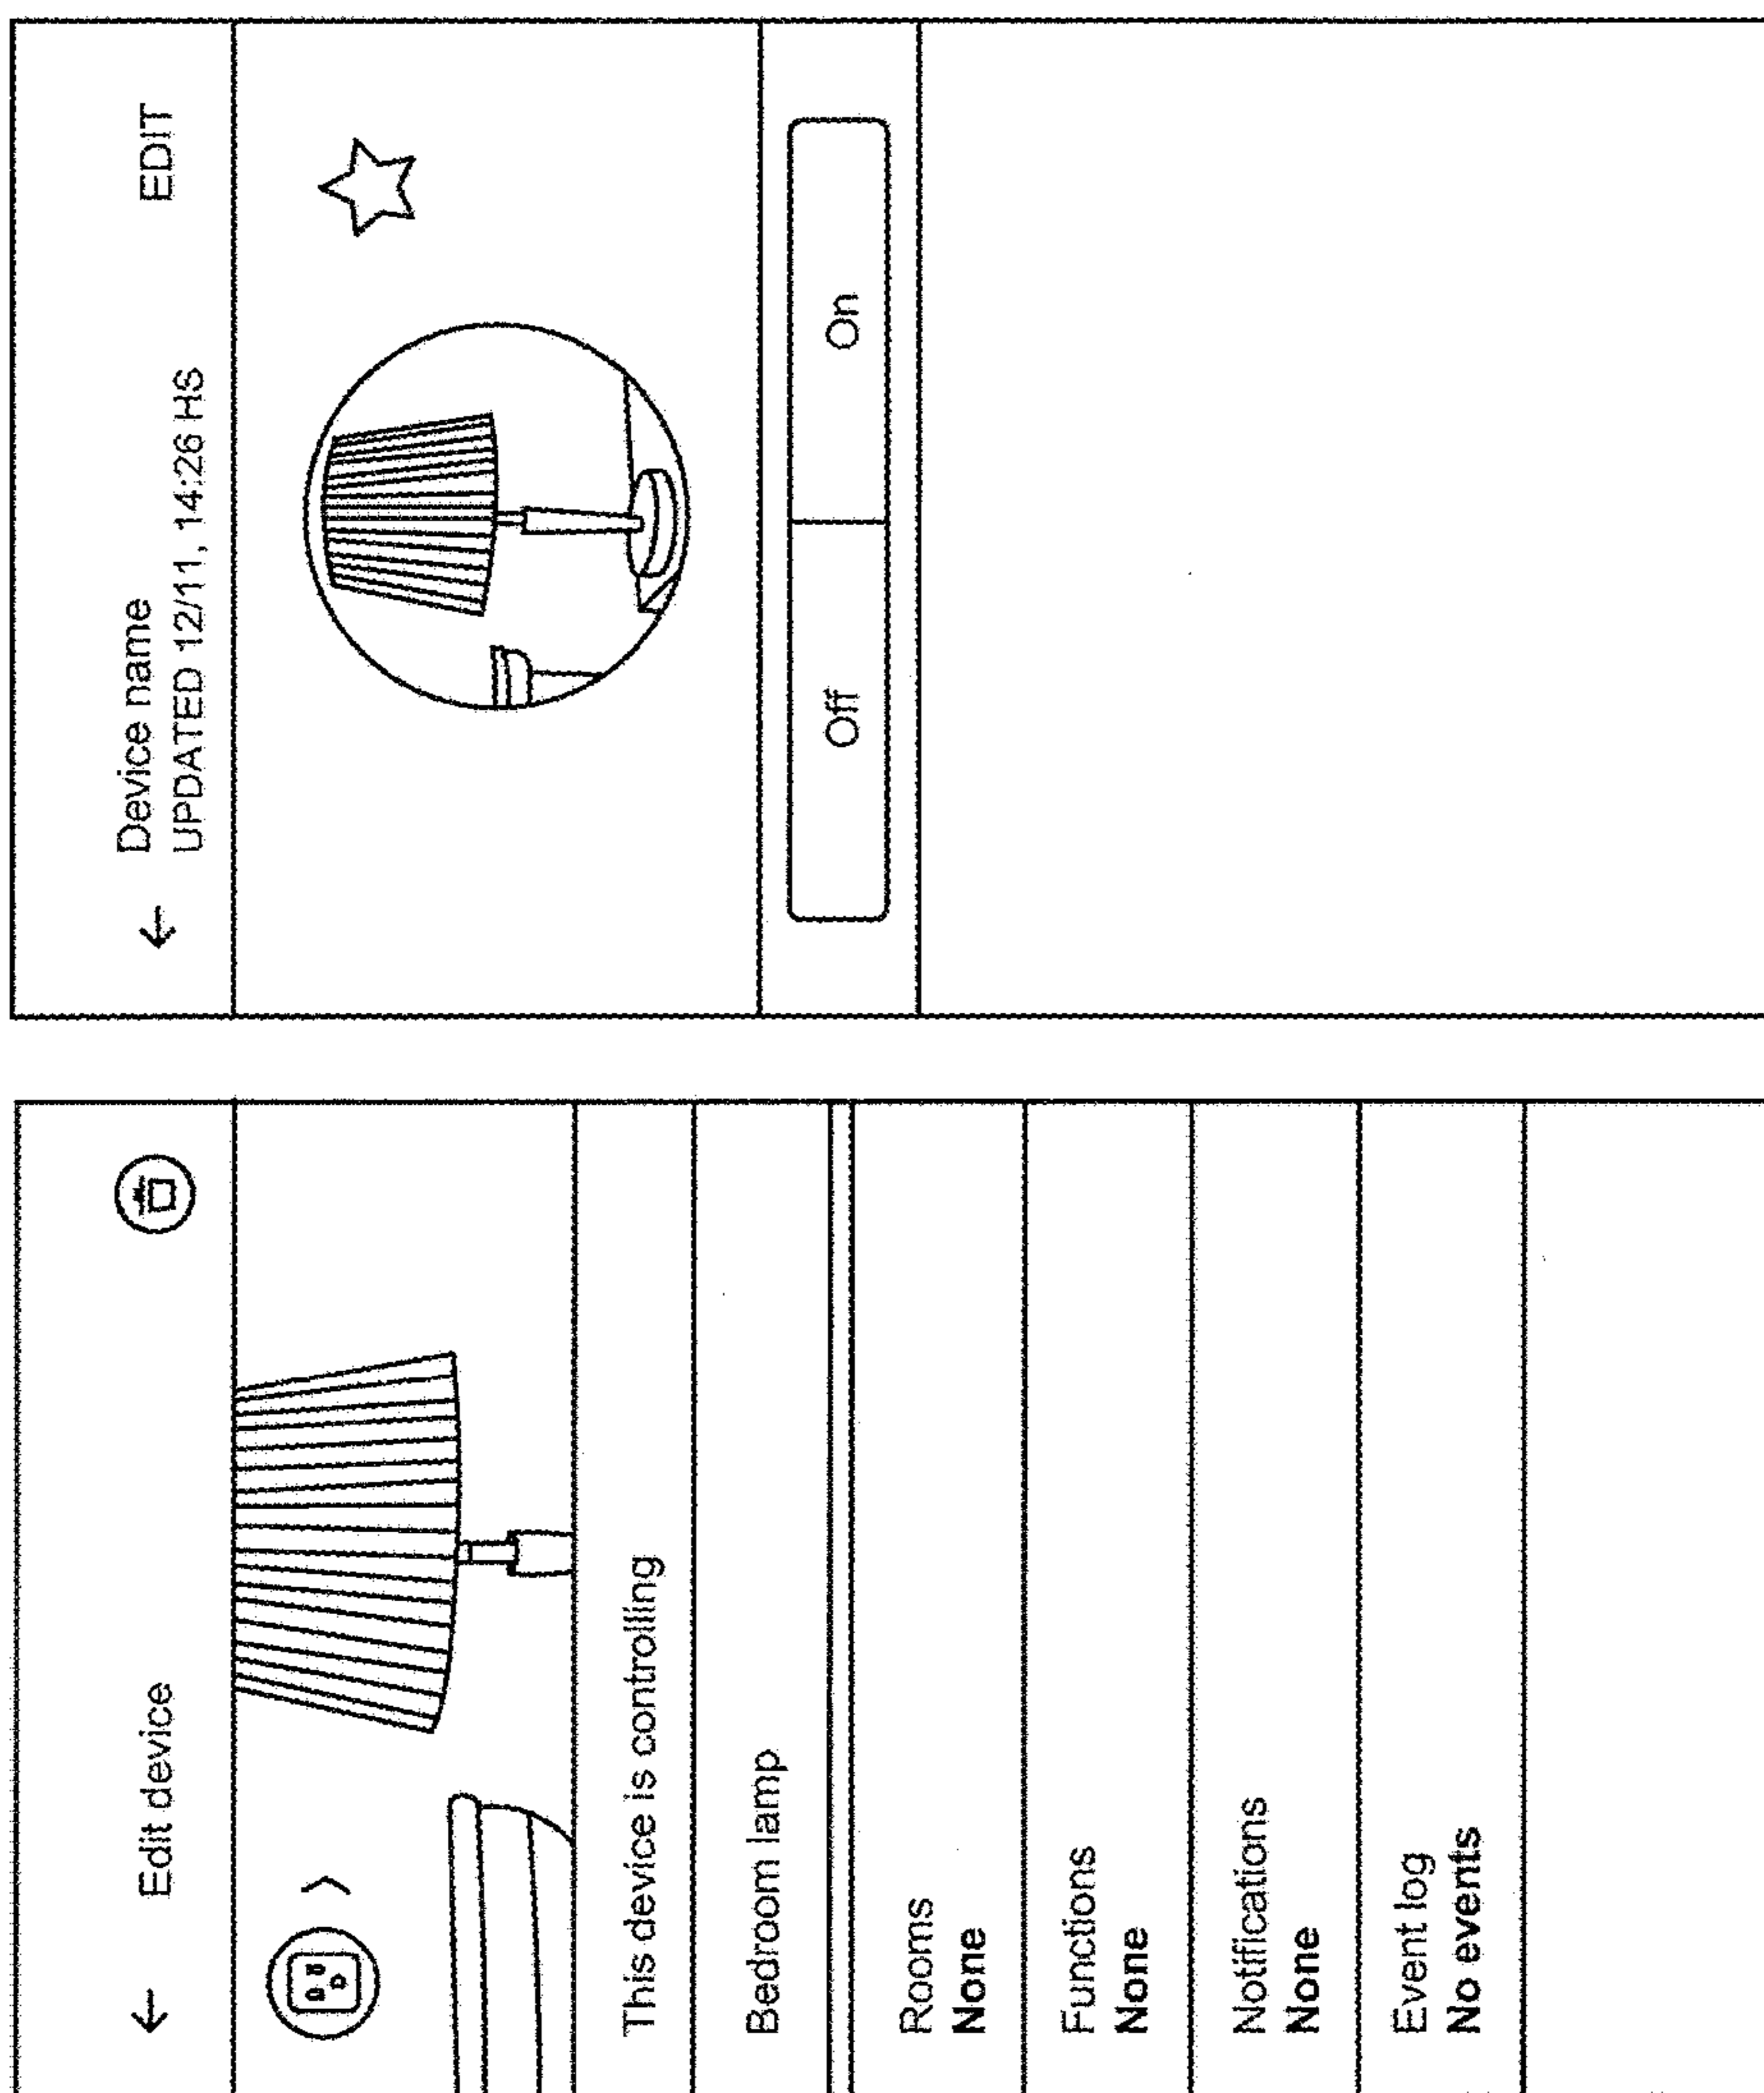 Edit device
This device is controlling
Bedroom lamp
Rooms
None
Functions
None
Notifications
None
Event log
No events
Device name
UPDATED 12/11, 14:26 HS
EDIT
Off
On